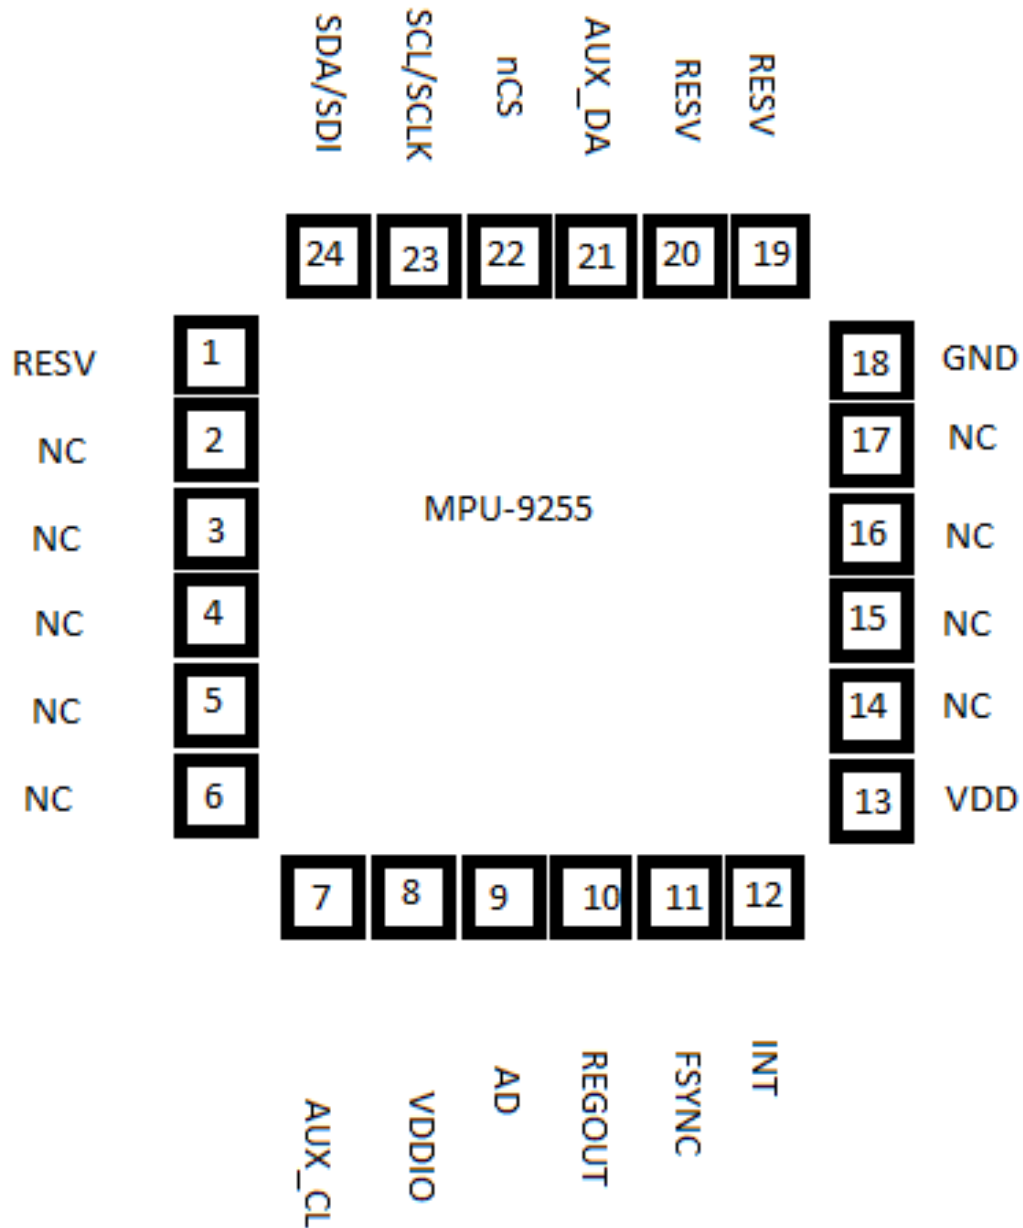 SDA/SDI
SCL/SCLK
nCS
AUX_DA
RESV
RESV
24
23
22
21
20
19
RESV
1
18
GND
NC
2
17
NC
MPU-9255
NC
3
16
NC
NC
4
15
NC
NC
5
14
NC
NC
6
13
VDD
7
8
9
10
11
12
AUX_CL
VDDIO
AD
REGOUT
FSYNC
INT